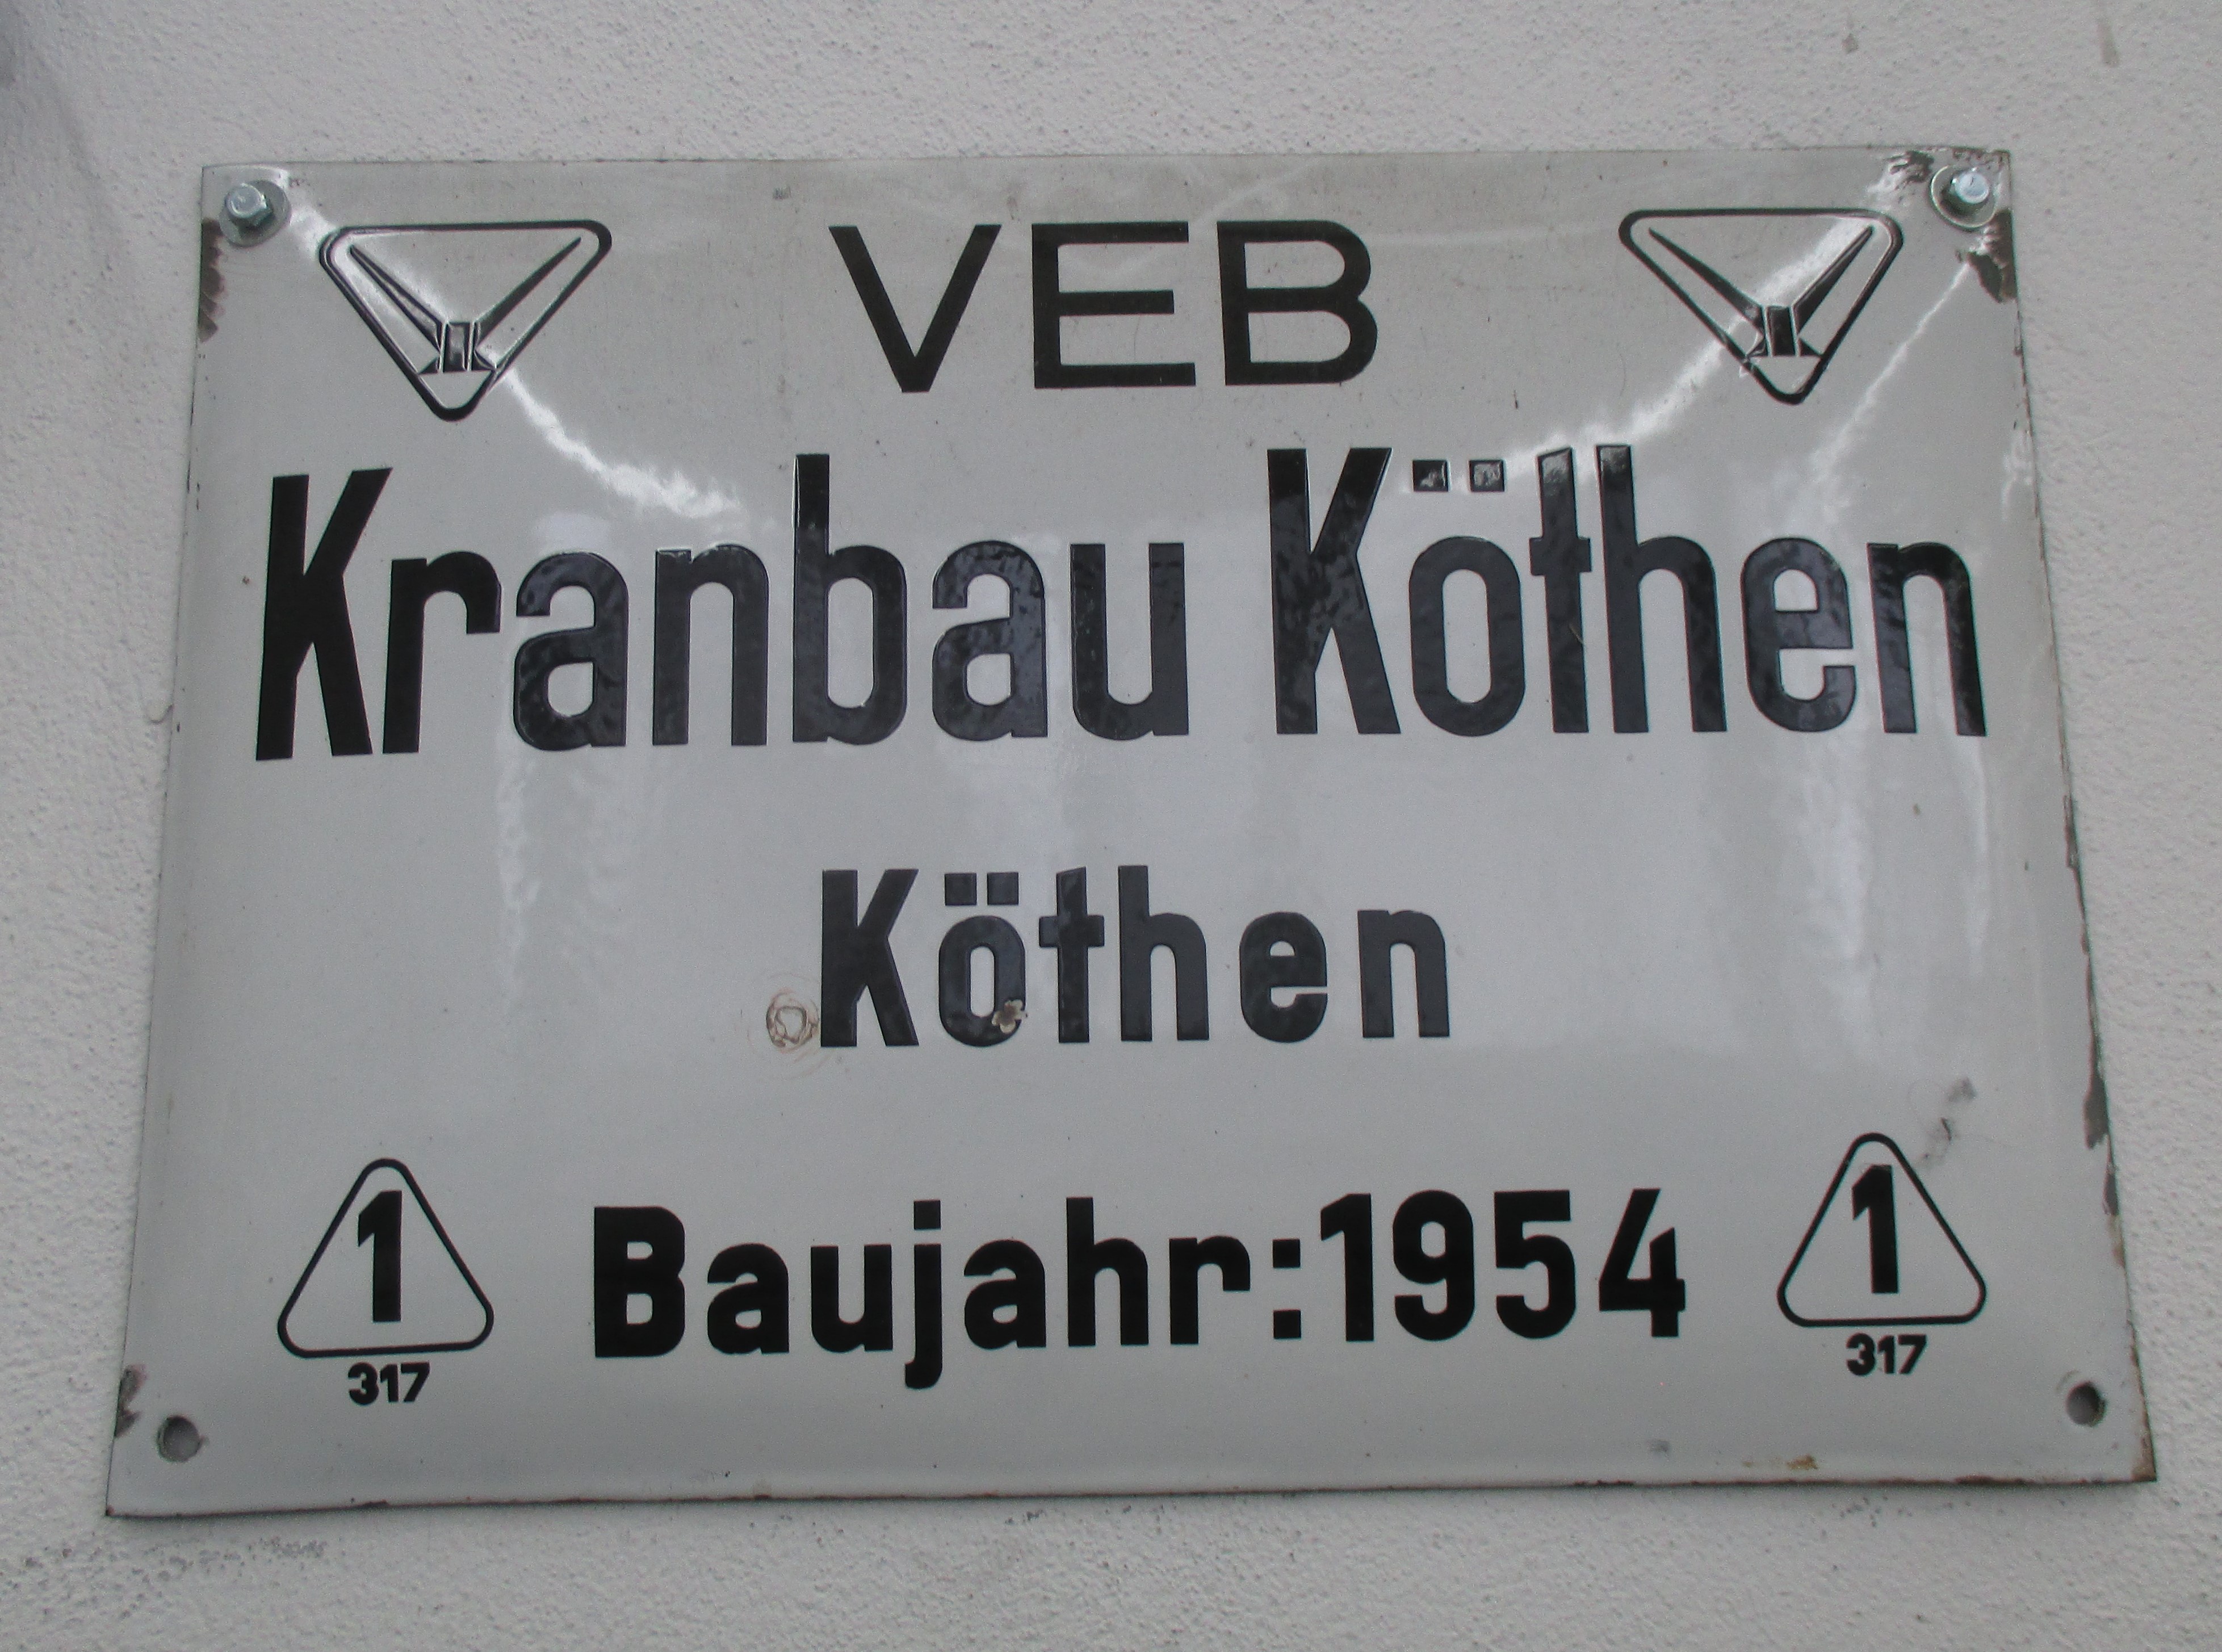 VEB
Kranbau Köthen
Köthen
1 Baujahr:1954 1
317 317